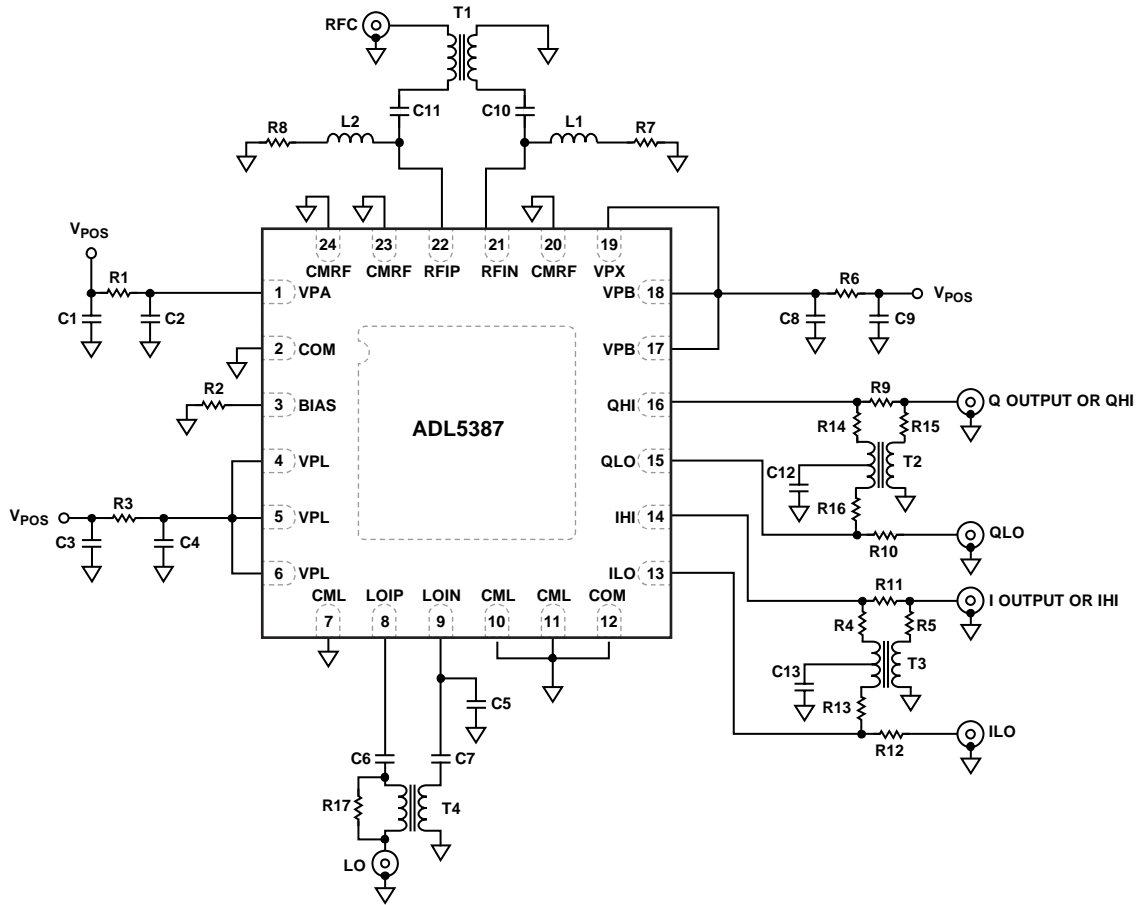 T1
RFC
C11
C10
R8
L2
L1
R7
24
23
22
21
20
19
CMRF
CMRF
RFIP
RFIN
CMRF
VPX
VPOS
R1
C1
C2
1
VPA
2
COM
R2
3
BIAS
4
VPL
VPOS
R3
5
VPL
C3
C4
6
VPL
ADL5387
VPB
18
R6
VPOS
C8
C9
VPB
17
QHI
16
R9
Q OUTPUT OR QHI
R14
R15
QLO
15
C12
T2
R16
IHI
14
R10
QLO
ILO
13
R11
I OUTPUT OR IHI
R4
R5
C13
T3
R13
R12
ILO
CML
LOIP
LOIN
CML
CML
COM
7
8
9
10
11
12
C5
C6
C7
R17
T4
LO